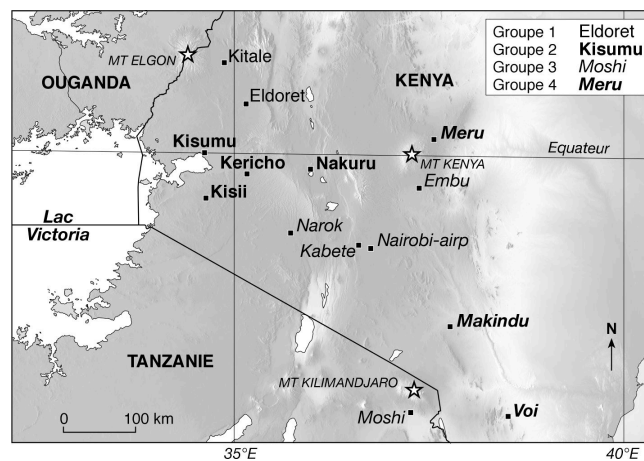 Groupe 1 Eldoret
Groupe 2 Kisumu
Groupe 3 Moshi
Groupe 4 Meru
MT ELGON
Kitale
OUGANDA
KENYA
Eldoret
Kisumu
Meru
Equateur
Kericho
Nakuru
MT KENYA
Kisii
Embu
Lac
Victoria
Narok
Kabete
Nairobi-airp
Makindu
N
TANZANIE
MT KILIMANDJARO
Moshi
Voi
0 100 km
35°E
40°E